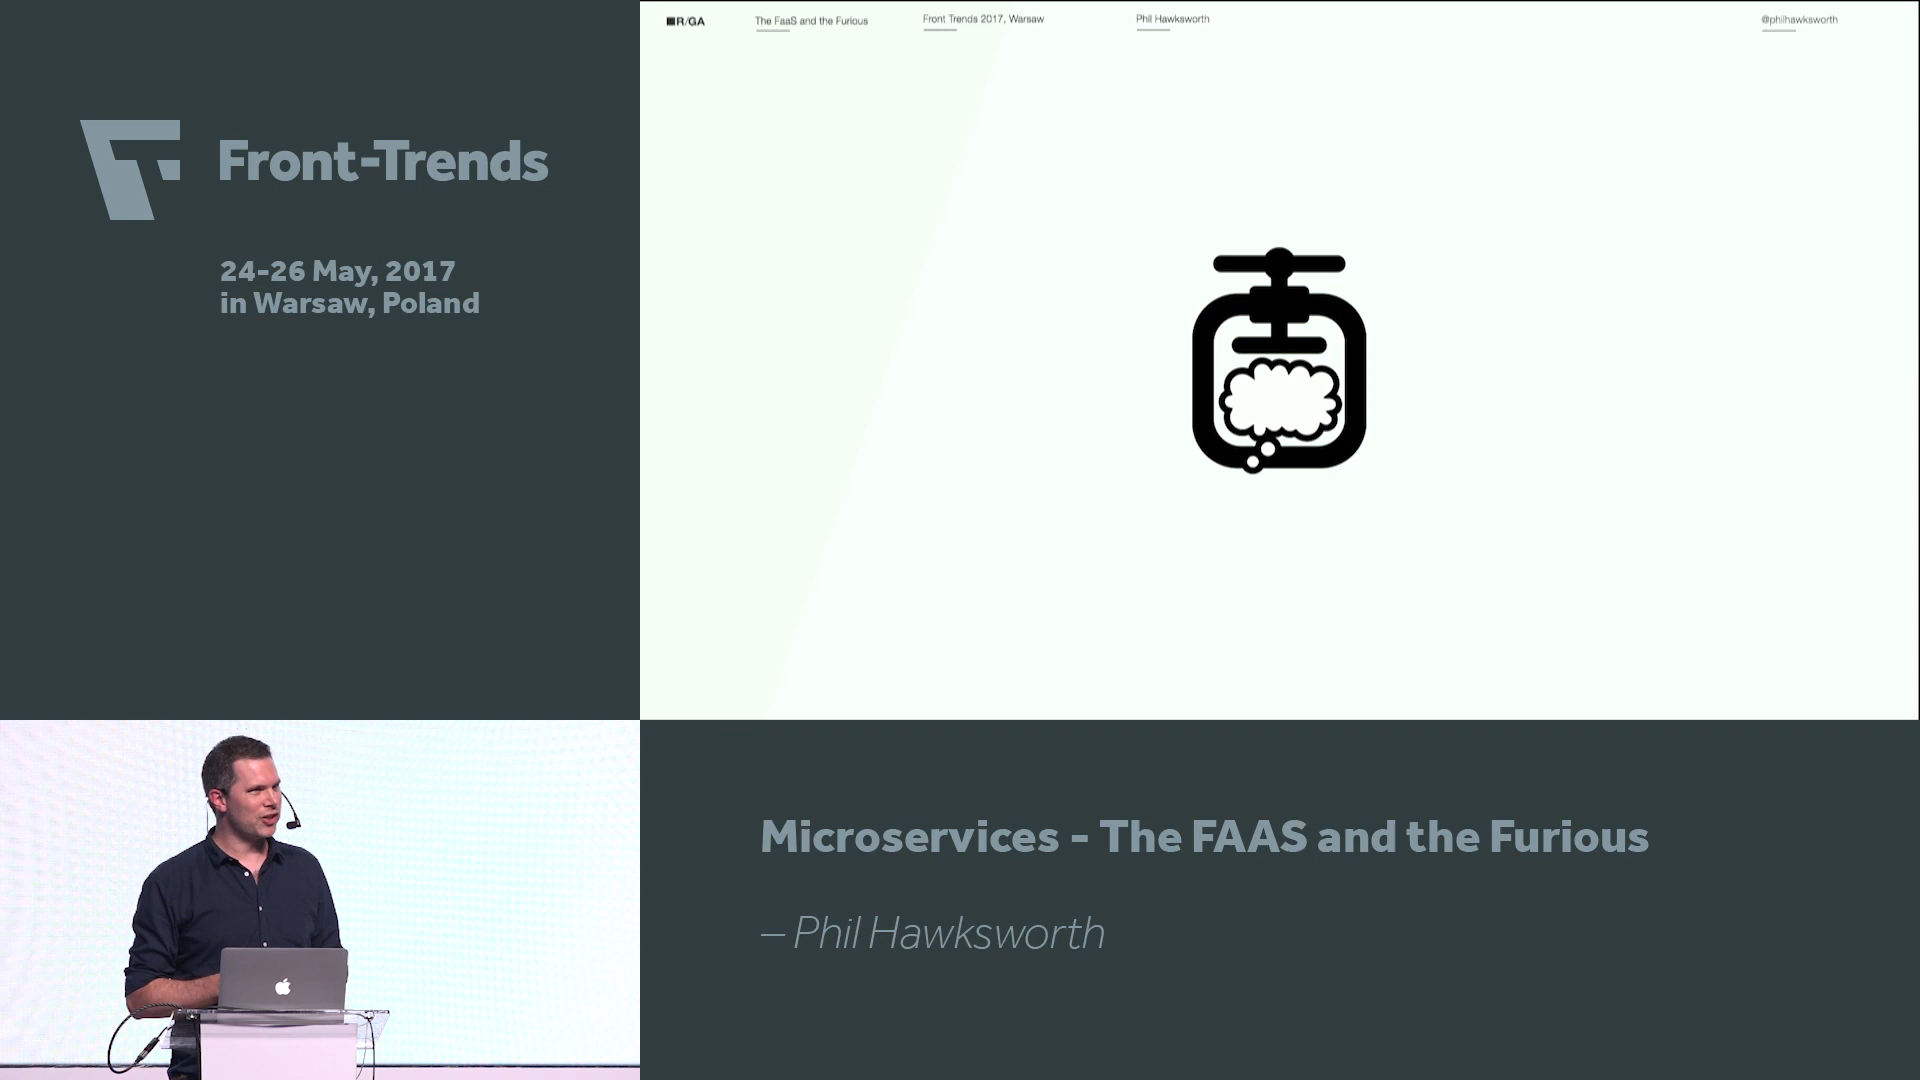 Front-Trends
24-26 May, 2017
in Warsaw, Poland
R/GA
The FaaS and the Furious
Front Trends 2017, Warsaw
Phil Hawksworth
@philhawksworth
Microservices - The FAAS and the Furious
– Phil Hawksworth